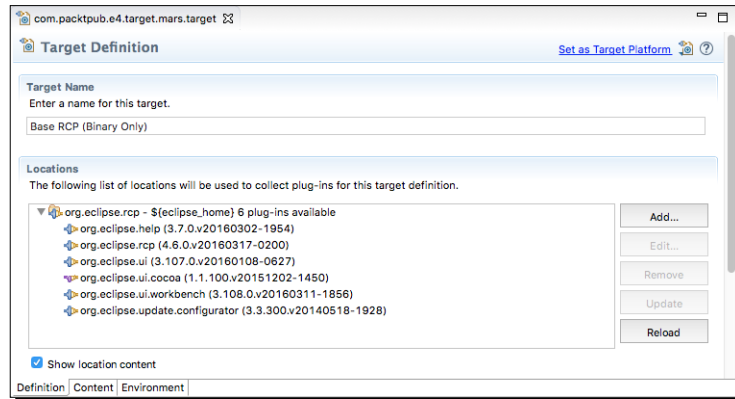 com.packtpub.e4.target.mars.target
Target Definition
Set as Target Platform
Target Name
Enter a name for this target.
Base RCP (Binary Only)
Locations
The following list of locations will be used to collect plug-ins for this target definition.
org.eclipse.rcp - ${eclipse_home} 6 plug-ins available
org.eclipse.help (3.7.0.v20160302-1954)
org.eclipse.rcp (4.6.0.v20160317-0200)
org.eclipse.ui (3.107.0.v20160108-0627)
org.eclipse.ui.cocoa (1.1.100.v20151202-1450)
org.eclipse.ui.workbench (3.108.0.v20160311-1856)
org.eclipse.update.configurator (3.3.300.v20140518-1928)
Add...
Edit...
Remove
Update
Reload
Show location content
Definition Content Environment